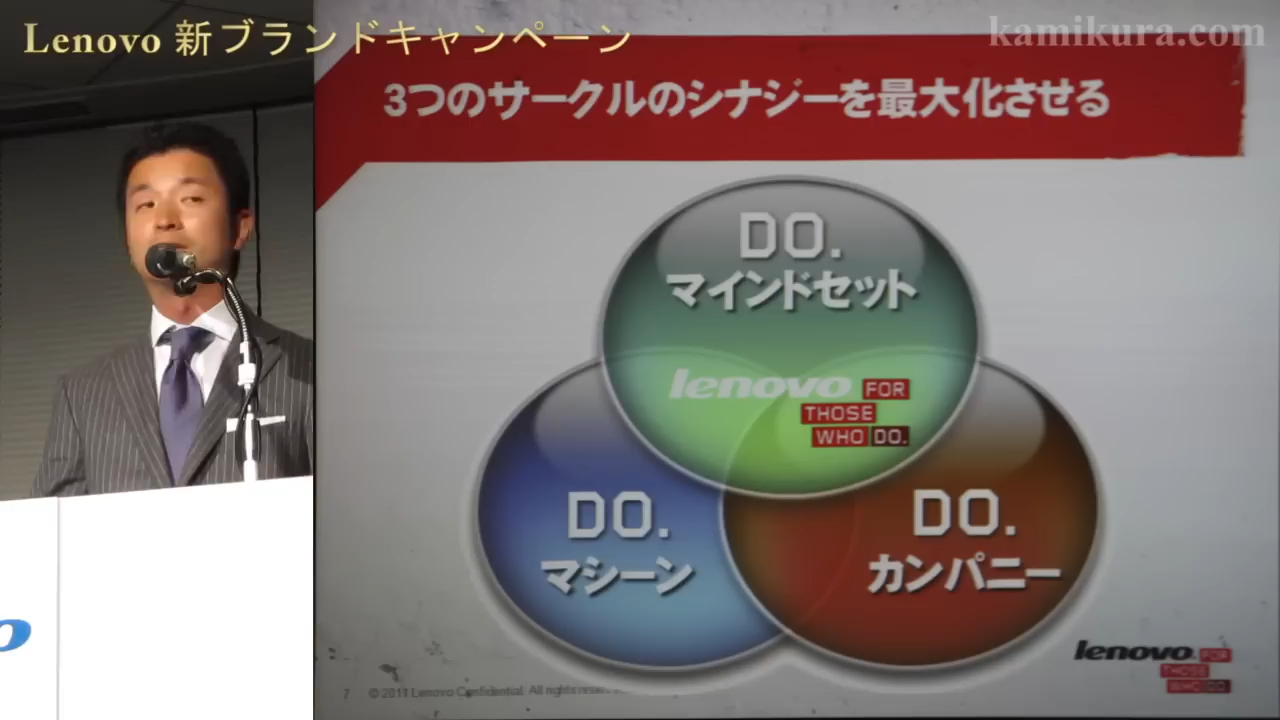 Lenovo 新ブランドキャンペーン
kamikura.com
3つのサークルのシナジーを最大化させる
DO.
マインドセット
lenovo FOR
THOSE
WHO DO.
DO.
マシーン
DO.
カンパニー
lenovo FOR
THOSE
WHO DO
7 © 2011 Lenovo Confidential. All rights